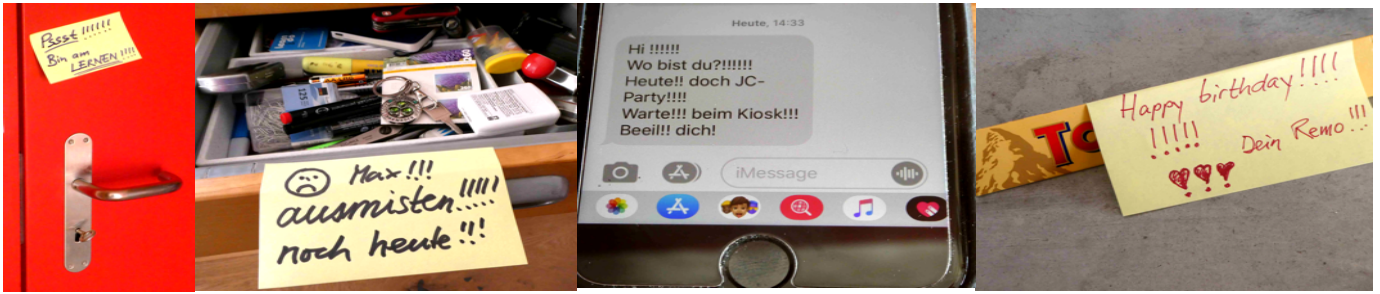 Pssst !!!!!!
Bin am
LERNEN !!!!
Max!!!
ausmisten!!!!!
noch heute!!!
Heute, 14:33
Hi !!!!!!
Wo bist du?!!!!!!
Heute!! doch JC-
Party!!!!
Warte!!! beim Kiosk!!!
Beeil!! dich!
iMessage
Happy birthday!!!!
!!!!!
Dein Remo!!!
To